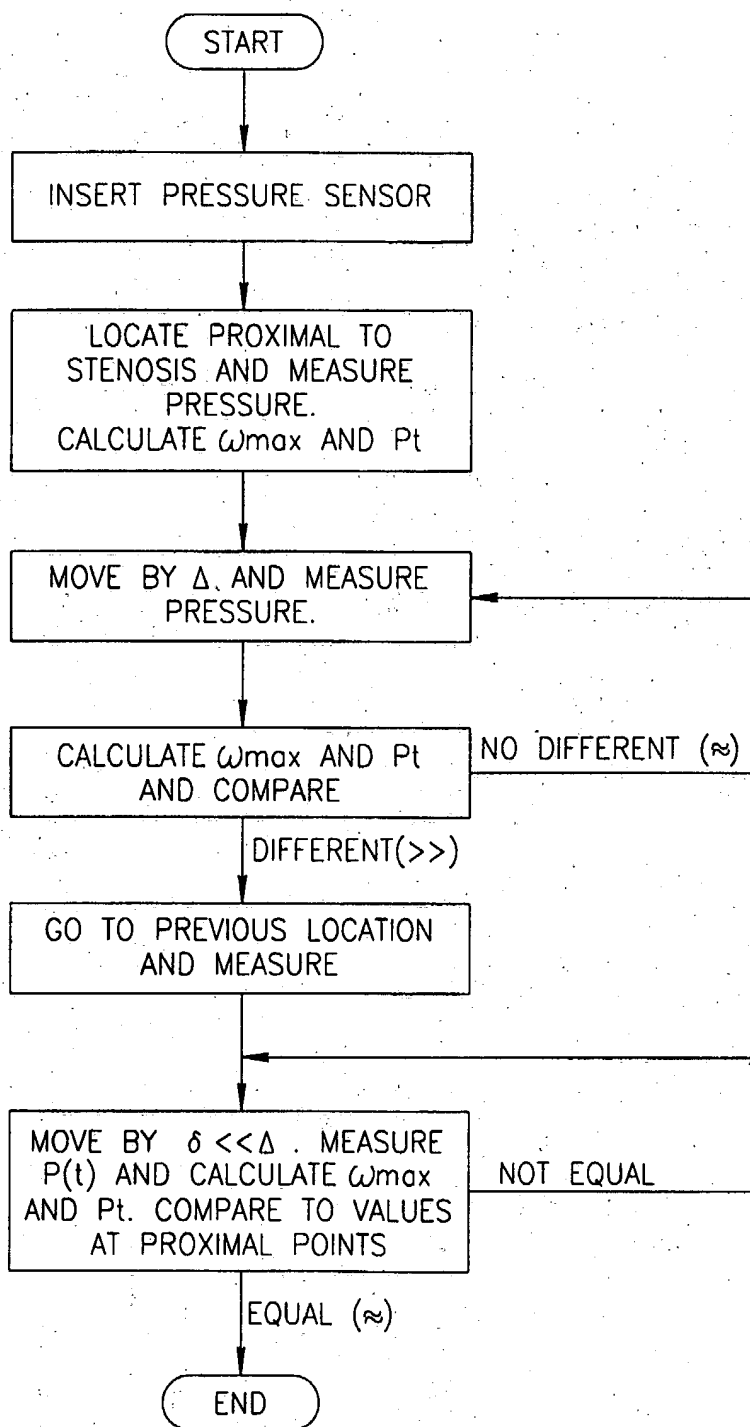 START
INSERT PRESSURE SENSOR
LOCATE PROXIMAL TO
STENOSIS AND MEASURE
PRESSURE.
CALCULATE ωmax AND Pt
MOVE BY Δ, AND MEASURE
PRESSURE.
CALCULATE ωmax AND Pt
AND COMPARE
NO DIFFERENT (≈)
DIFFERENT(>>)
GO TO PREVIOUS LOCATION
AND MEASURE
MOVE BY δ<<Δ . MEASURE
P(t) AND CALCULATE ωmax
AND Pt. COMPARE TO VALUES
AT PROXIMAL POINTS
NOT EQUAL
EQUAL (≈)
END